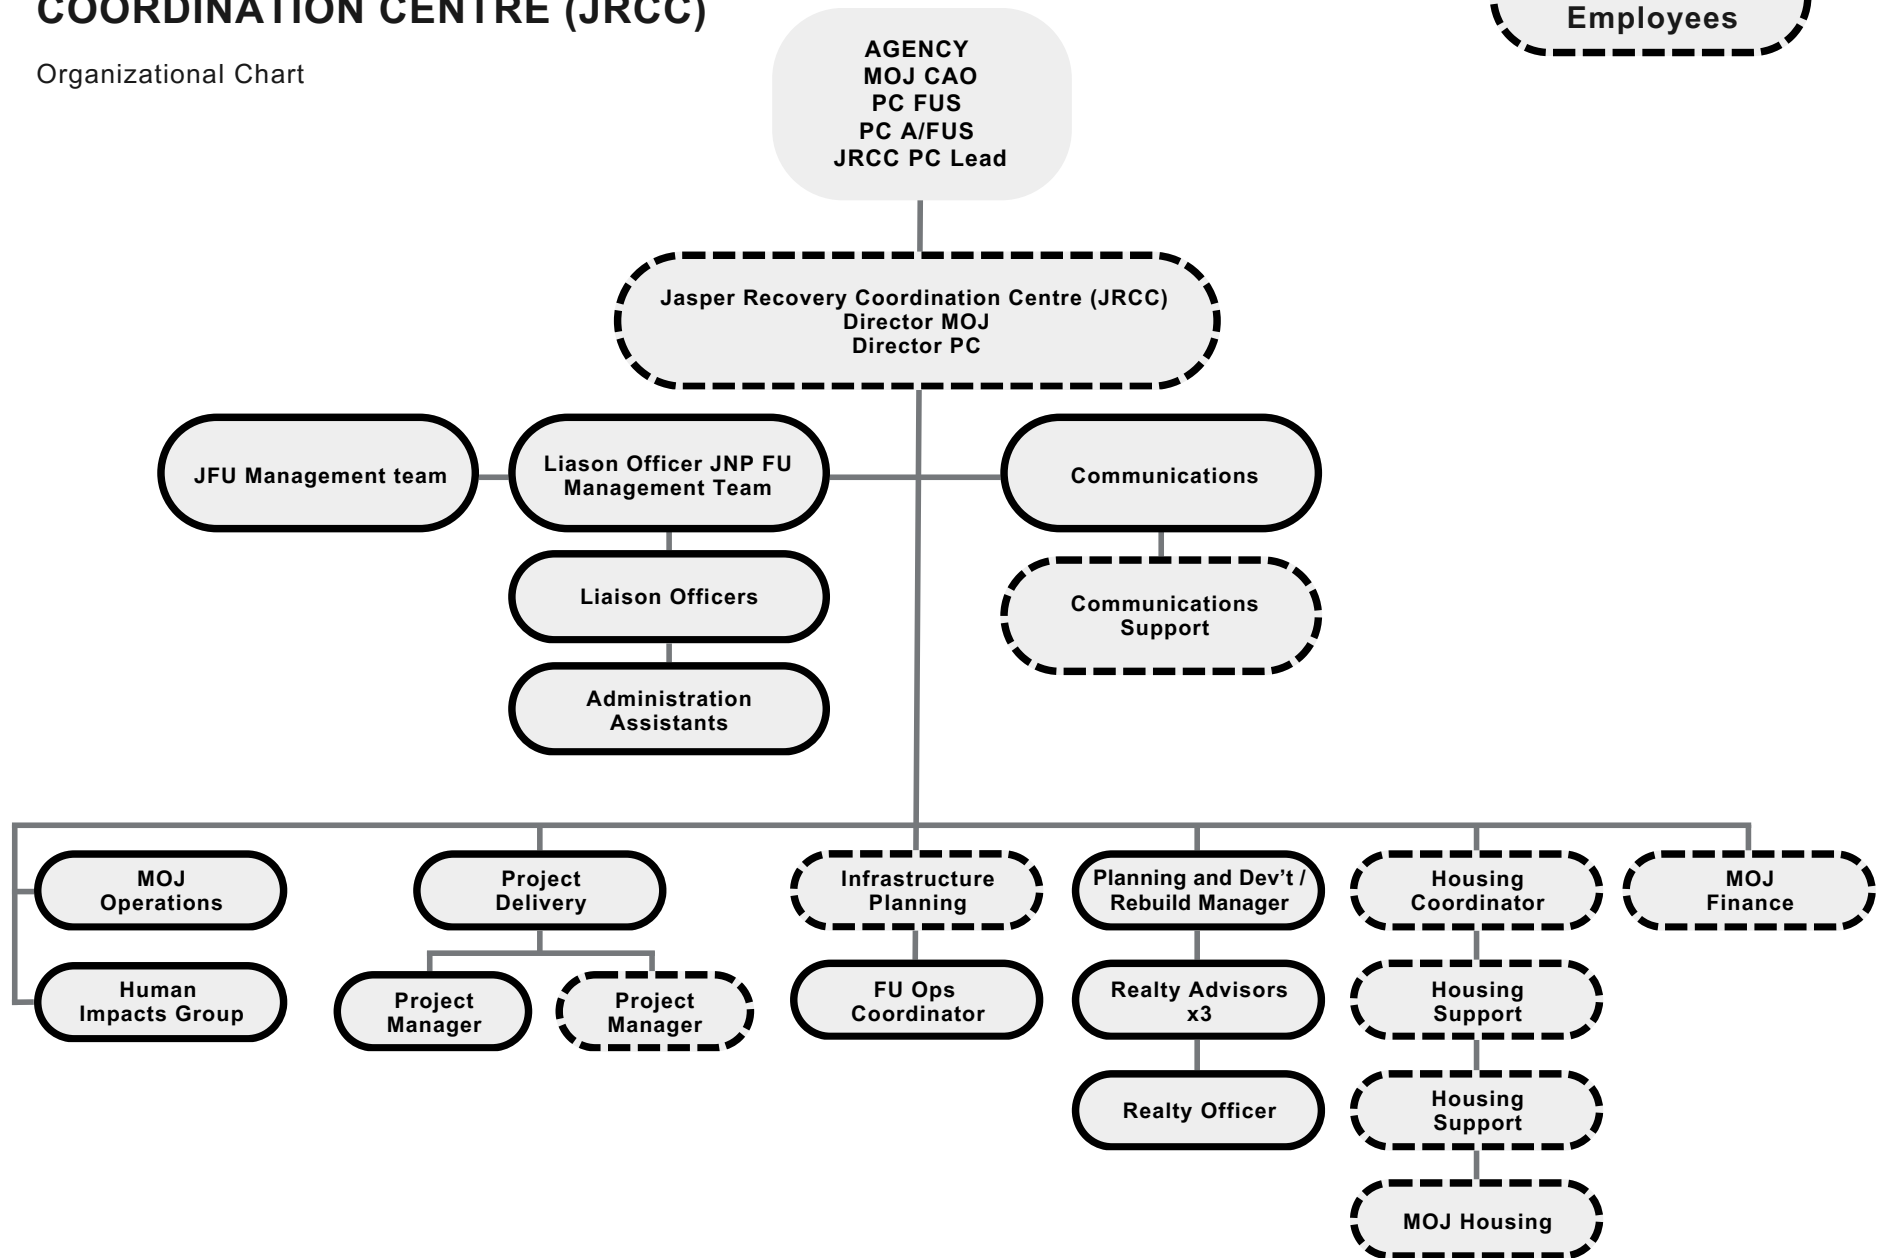 COORDINATION CENTRE (JRCC)
Organizational Chart
Employees
AGENCY
MOJ CAO
PC FUS
PC A/FUS
JRCC PC Lead
Jasper Recovery Coordination Centre (JRCC)
Director MOJ
Director PC
JFU Management team
Liason Officer JNP FU
Management Team
Communications
Liaison Officers
Communications
Support
Administration
Assistants
MOJ
Operations
Project
Delivery
Infrastructure
Planning
Planning and Dev’t /
Rebuild Manager
Housing
Coordinator
MOJ
Finance
Human
Impacts Group
Project
Manager
Project
Manager
FU Ops
Coordinator
Realty Advisors
x3
Housing
Support
Realty Officer
Housing
Support
MOJ Housing